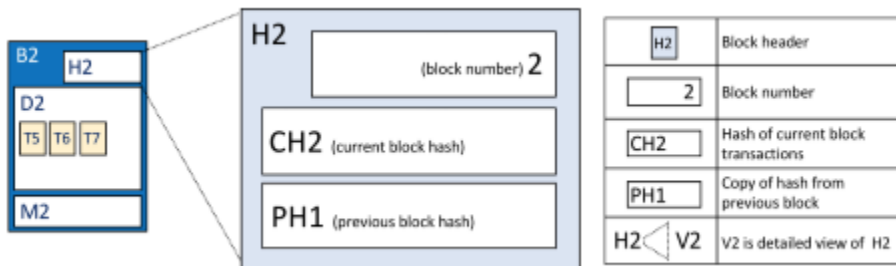 B2
H2
D2
T5 T6 T7
M2
H2
(block number) 2
CH2 (current block hash)
PH1 (previous block hash)
H2 Block header
2 Block number
CH2 Hash of current block
transactions
PH1 Copy of hash from
previous block
H2 V2 V2 is detailed view of H2